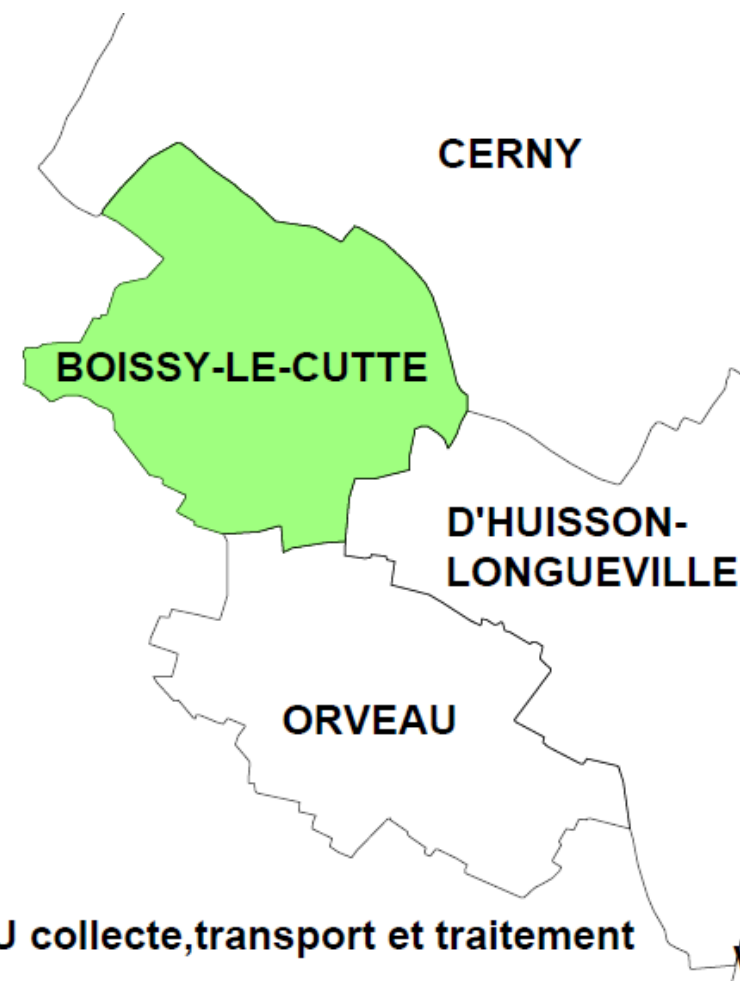 CERNY
BOISSY-LE-CUTTE
D'HUISSON-
LONGUEVILLE
ORVEAU
U collecte,transport et traitement